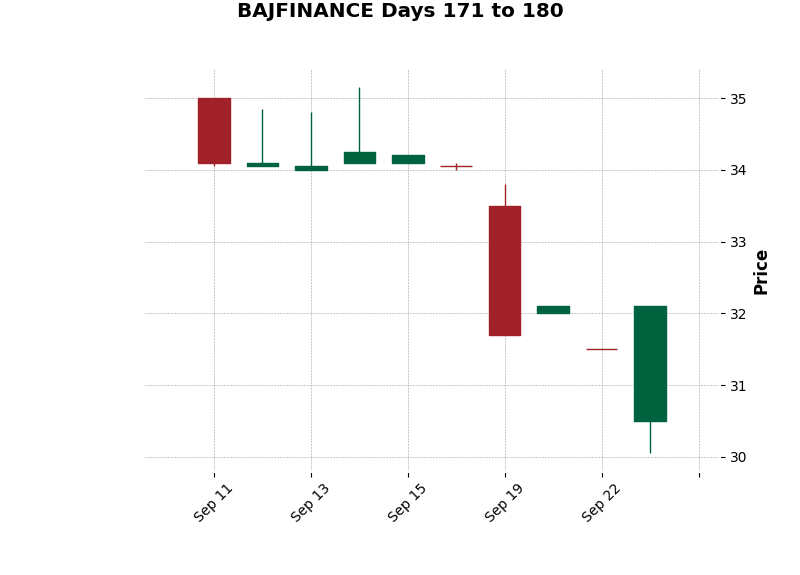 BAJFINANCE Days 171 to 180
35
34
33
32
31
30
Price
Sep 11
Sep 13
Sep 15
Sep 19
Sep 22